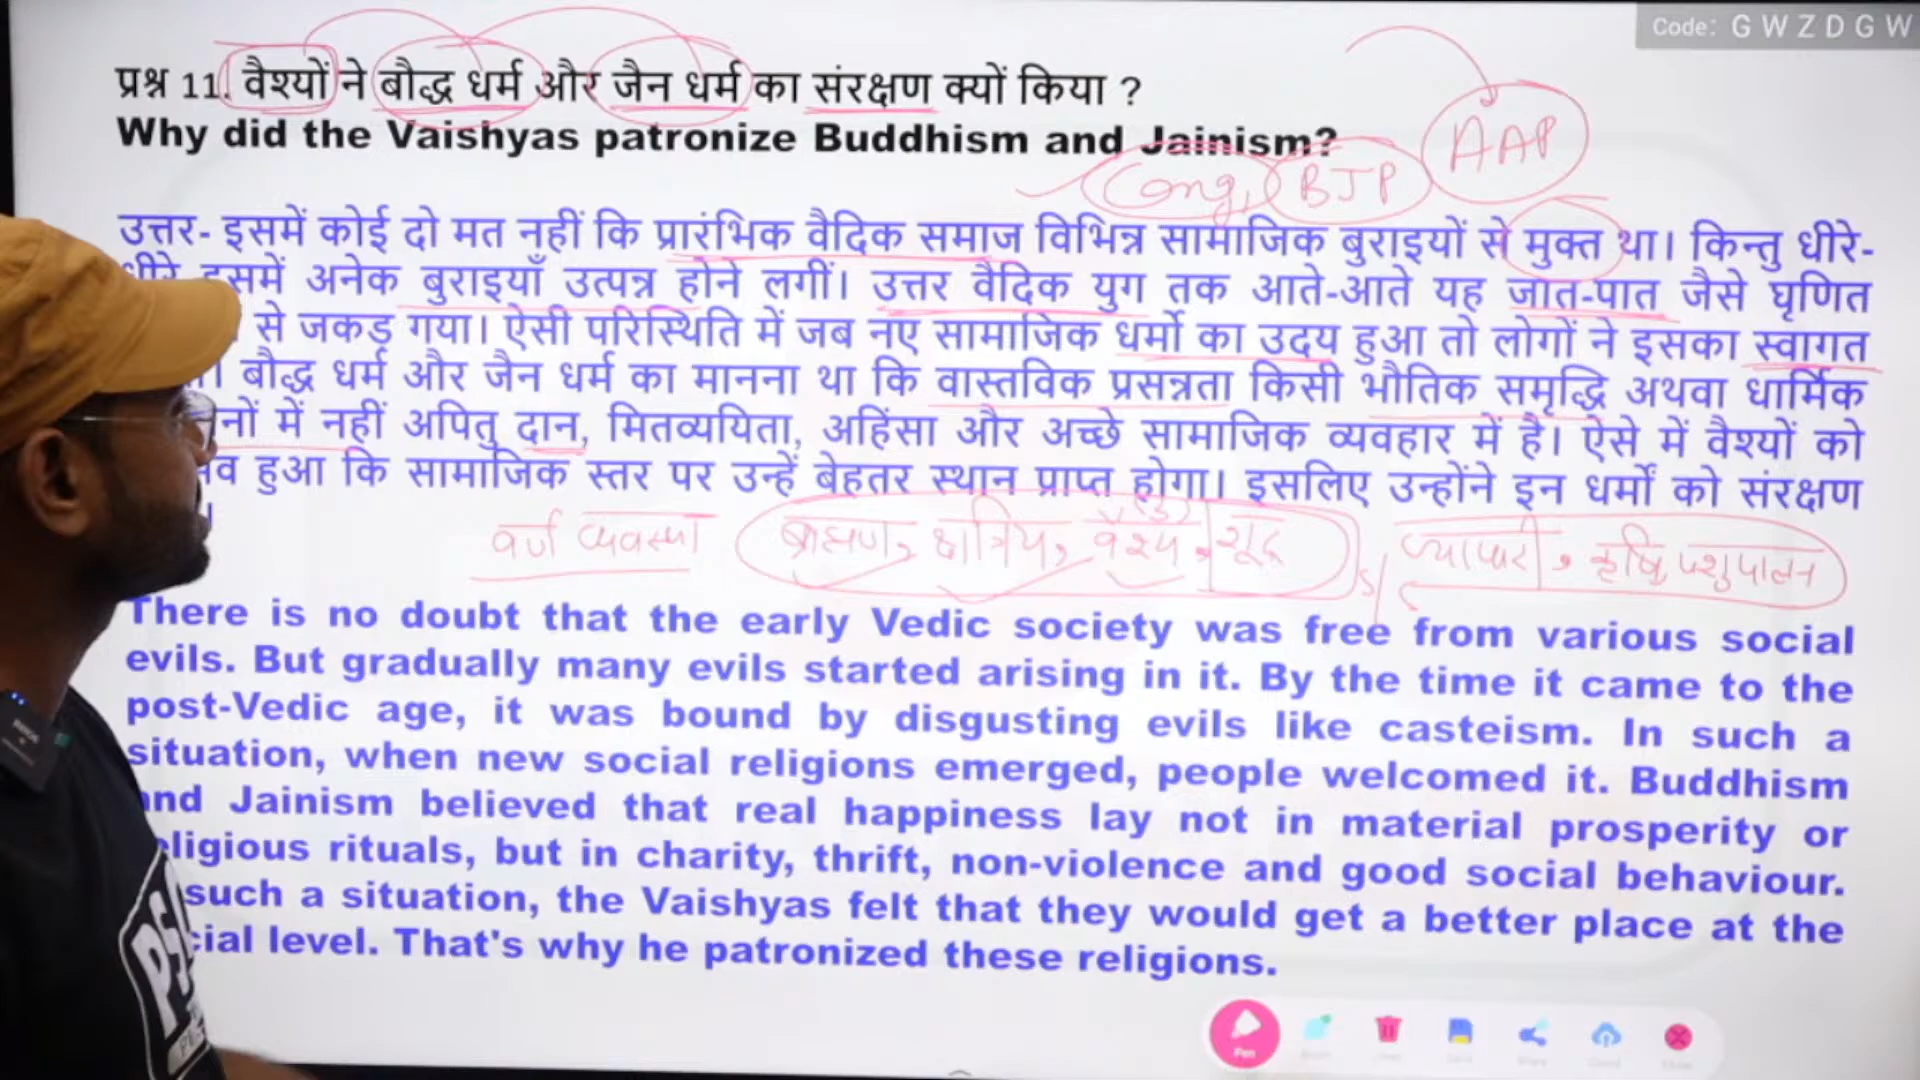 Code: G W Z D G W
प्रश्न 11. वैश्यों ने बौद्ध धर्म और जैन धर्म का संरक्षण क्यों किया ?
Why did the Vaishyas patronize Buddhism and Jainism?
AAP
Cong, BJP
उत्तर- इसमें कोई दो मत नहीं कि प्रारंभिक वैदिक समाज विभिन्न सामाजिक बुराइयों से मुक्त था। किन्तु धीरे-
धीरे इसमें अनेक बुराइयाँ उत्पन्न होने लगीं। उत्तर वैदिक युग तक आते-आते यह जात-पात जैसे घृणित
से जकड़ गया। ऐसी परिस्थिति में जब नए सामाजिक धर्मो का उदय हुआ तो लोगों ने इसका स्वागत
बौद्ध धर्म और जैन धर्म का मानना था कि वास्तविक प्रसन्नता किसी भौतिक समृद्धि अथवा धार्मिक
नों में नहीं अपितु दान, मितव्ययिता, अहिंसा और अच्छे सामाजिक व्यवहार में है। ऐसे में वैश्यों को
व हुआ कि सामाजिक स्तर पर उन्हें बेहतर स्थान प्राप्त होगा। इसलिए उन्होंने इन धर्मों को संरक्षण
वर्ण व्यवस्था ब्राह्मण, क्षत्रिय, वैश्य, शूद्र व्यापारी, कृषि, पशुपालन
There is no doubt that the early Vedic society was free from various social
evils. But gradually many evils started arising in it. By the time it came to the
post-Vedic age, it was bound by disgusting evils like casteism. In such a
situation, when new social religions emerged, people welcomed it. Buddhism
and Jainism believed that real happiness lay not in material prosperity or
eligious rituals, but in charity, thrift, non-violence and good social behaviour.
such a situation, the Vaishyas felt that they would get a better place at the
cial level. That's why he patronized these religions.
Pen